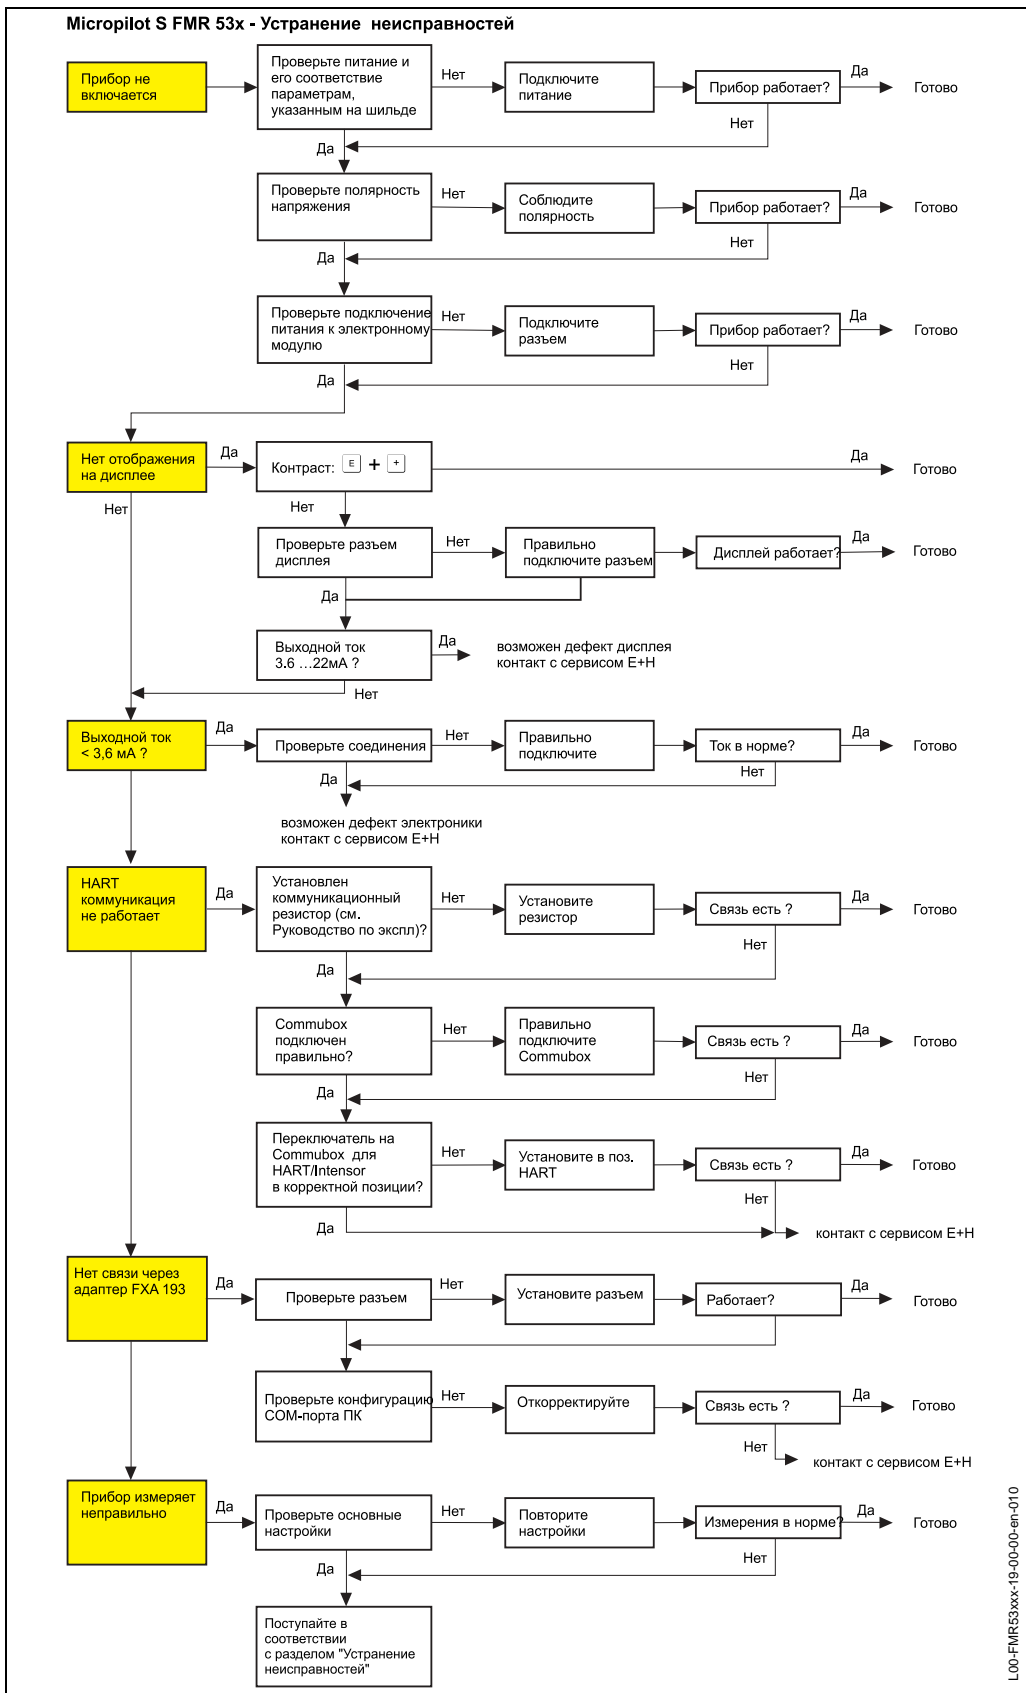 Micropilot S FMR 53x - Устранение неисправностей
Прибор не
включается
Проверьте питание и
его соответствие
параметрам,
указанным на шильде
Нет
Подключите
питание
Прибор работает?
Да
Готово
Нет
Да
Проверьте полярность
напряжения
Нет
Соблюдите
полярность
Прибор работает?
Да
Готово
Нет
Да
Проверьте подключение
питания к электронному
модулю
Нет
Подключите
разъем
Прибор работает?
Да
Готово
Нет
Да
Нет отображения
на дисплее
Да
Контраст: E + +
Да
Готово
Нет
Нет
Проверьте разъем
дисплея
Нет
Правильно
подключите разъем
Дисплей работает?
Да
Готово
Да
Выходной ток
3.6 ...22мА ?
Да
возможен дефект дисплея
контакт с сервисом E+H
Нет
Выходной ток
< 3,6 мА ?
Да
Проверьте соединения
Нет
Правильно
подключите
Ток в норме?
Да
Готово
Нет
Да
возможен дефект электроники
контакт с сервисом E+H
HART
коммуникация
не работает
Да
Установлен
коммуникационный
резистор (см.
Руководство по экспл)?
Нет
Установите
резистор
Связь есть ?
Да
Готово
Нет
Да
Commubox
подключен
правильно?
Нет
Правильно
подключите
Commubox
Связь есть ?
Да
Готово
Нет
Да
Переключатель на
Commubox для
HART/Intensor
в корректной позиции?
Нет
Установите в поз.
HART
Связь есть ?
Да
Готово
Нет
Да
контакт с сервисом E+H
Нет связи через
адаптер FXA 193
Да
Проверьте разъем
Нет
Установите разъем
Работает?
Да
Готово
Проверьте конфигурацию
COM-порта ПК
Нет
Откорректируйте
Связь есть ?
Да
Готово
Нет
контакт с сервисом E+H
Прибор измеряет
неправильно
Да
Проверьте основные
настройки
Нет
Повторите
настройки
Измерения в норме?
Да
Готово
Нет
Да
Поступайте в
соответствии
с разделом "Устранение
неисправностей"
L00-FMR53xxx-19-00-00-en-010